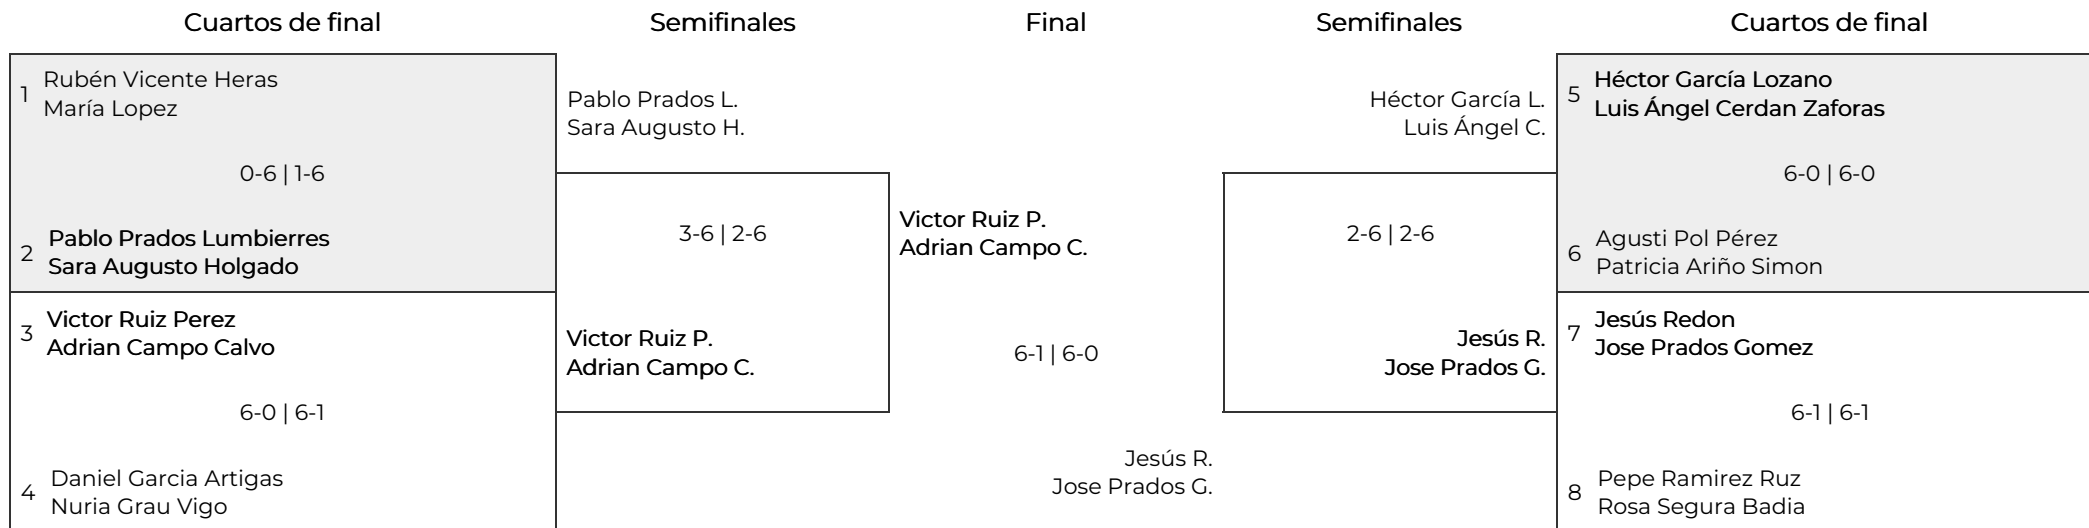 Cuartos de final
Semifinales
Final
Semifinales
Cuartos de final
1
Rubén Vicente Heras
María Lopez
0-6 | 1-6
2
Pablo Prados Lumbierres
Sara Augusto Holgado
3
Victor Ruiz Perez
Adrian Campo Calvo
6-0 | 6-1
4
Daniel Garcia Artigas
Nuria Grau Vigo
Pablo Prados L.
Sara Augusto H.
3-6 | 2-6
Victor Ruiz P.
Adrian Campo C.
Victor Ruiz P.
Adrian Campo C.
6-1 | 6-0
Jesús R.
Jose Prados G.
Héctor García L.
Luis Ángel C.
2-6 | 2-6
Jesús R.
Jose Prados G.
5
Héctor García Lozano
Luis Ángel Cerdan Zaforas
6-0 | 6-0
6
Agusti Pol Pérez
Patricia Ariño Simon
7
Jesús Redon
Jose Prados Gomez
6-1 | 6-1
8
Pepe Ramirez Ruz
Rosa Segura Badia